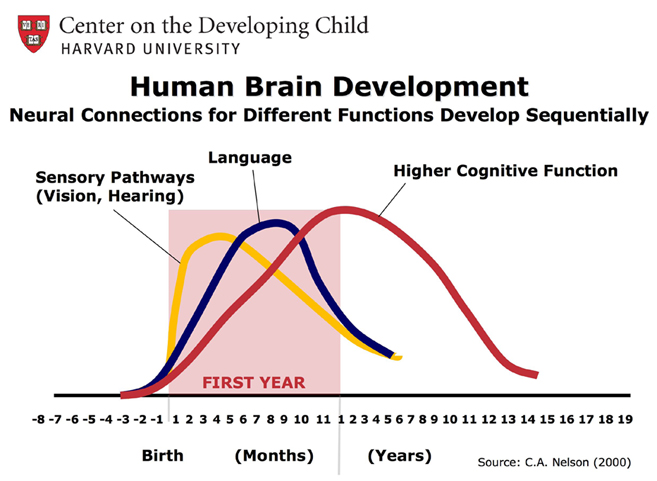 VE RI TAS
Center on the Developing Child
HARVARD UNIVERSITY
Human Brain Development
Neural Connections for Different Functions Develop Sequentially
Language
Sensory Pathways
(Vision, Hearing)
Higher Cognitive Function
FIRST YEAR
-8 -7 -6 -5 -4 -3 -2 -1 1 2 3 4 5 6 7 8 9 10 11 1 2 3 4 5 6 7 8 9 10 11 12 13 14 15 16 17 18 19
Birth (Months) (Years)
Source: C.A. Nelson (2000)